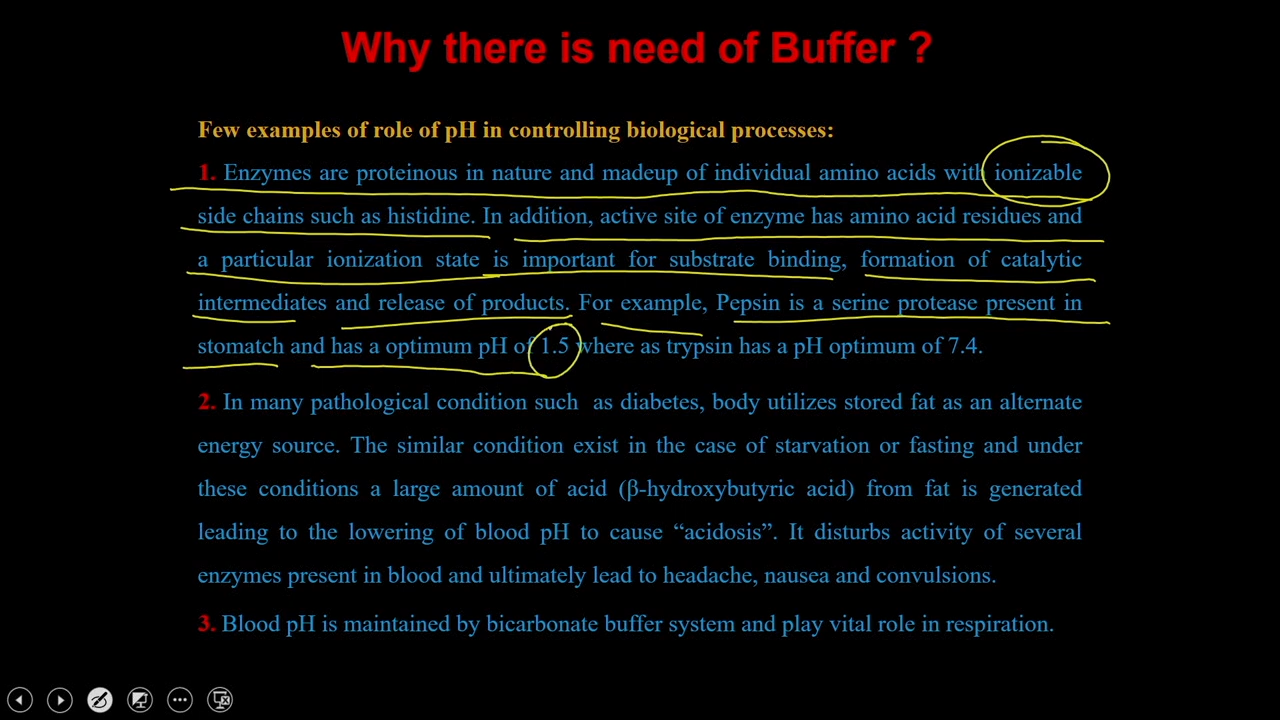 Why there is need of Buffer ?
Few examples of role of pH in controlling biological processes:
1. Enzymes are proteinous in nature and madeup of individual amino acids with ionizable
side chains such as histidine. In addition, active site of enzyme has amino acid residues and
a particular ionization state is important for substrate binding, formation of catalytic
intermediates and release of products. For example, Pepsin is a serine protease present in
stomatch and has a optimum pH of 1.5 where as trypsin has a pH optimum of 7.4.
2. In many pathological condition such as diabetes, body utilizes stored fat as an alternate
energy source. The similar condition exist in the case of starvation or fasting and under
these conditions a large amount of acid (β-hydroxybutyric acid) from fat is generated
leading to the lowering of blood pH to cause “acidosis”. It disturbs activity of several
enzymes present in blood and ultimately lead to headache, nausea and convulsions.
3. Blood pH is maintained by bicarbonate buffer system and play vital role in respiration.